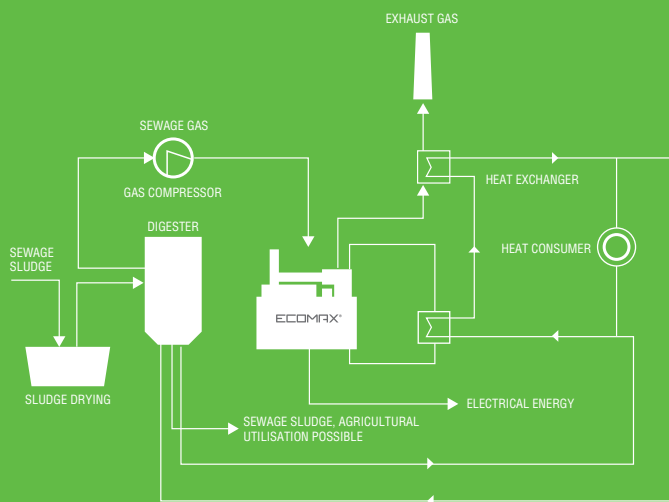 EXHAUST GAS
SEWAGE GAS
GAS COMPRESSOR
HEAT EXCHANGER
DIGESTER
SEWAGE
SLUDGE
HEAT CONSUMER
ECOMAX®
SLUDGE DRYING
ELECTRICAL ENERGY
SEWAGE SLUDGE, AGRICULTURAL
UTILISATION POSSIBLE